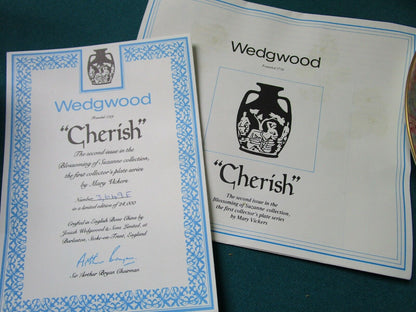 Wedgwood
“Cherish”
The second issue in the
Blossoming of Suzanne collection,
the first collector's plate series
by Mary Vickers
Number
in a limited edition of 24,000
Crafted in English Bone China by
Josiah Wedgwood & Sons Limited, at
Barlaston, Stoke-on-Trent, England
Sir Arthur Bryan Chairman
Wedgwood
“Cherish”
The second issue in the
Blossoming of Suzanne collection,
the first collector's plate series
by Mary Vickers